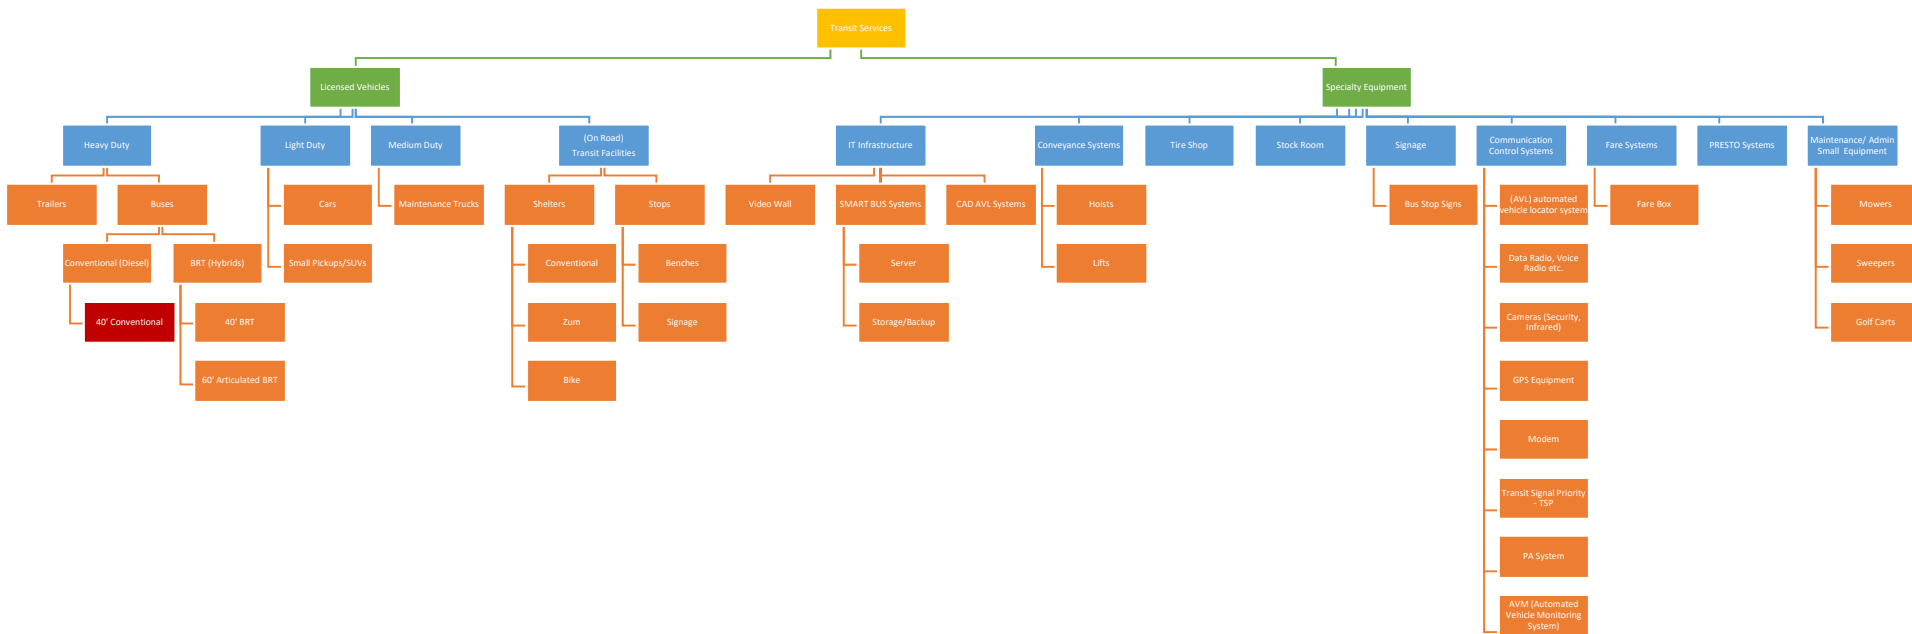 Transit Services
Licensed Vehicles
Specialty Equipment
Heavy Duty
Light Duty
Medium Duty
(On Road)
Transit Facilities
IT Infrastructure
Conveyance Systems
Tire Shop
Stock Room
Signage
Communication
Control Systems
Fare Systems
PRESTO Systems
Maintenance/ Admin
Small Equipment
Trailers
Buses
Cars
Maintenance Trucks
Shelters
Stops
Video Wall
SMART BUS Systems
CAD AVL Systems
Hoists
Bus Stop Signs
(AVL) automated
vehicle locator system
Fare Box
Mowers
Conventional (Diesel)
BRT (Hybrids)
Small Pickups/SUVs
Conventional
Benches
Server
Lifts
Data Radio, Voice
Radio etc.
Sweepers
40' Conventional
40' BRT
Zum
Signage
Storage/Backup
Cameras (Security,
Infrared)
Golf Carts
60' Articulated BRT
Bike
GPS Equipment
Modem
Transit Signal Priority
- TSP
PA System
AVM (Automated
Vehicle Monitoring
System)